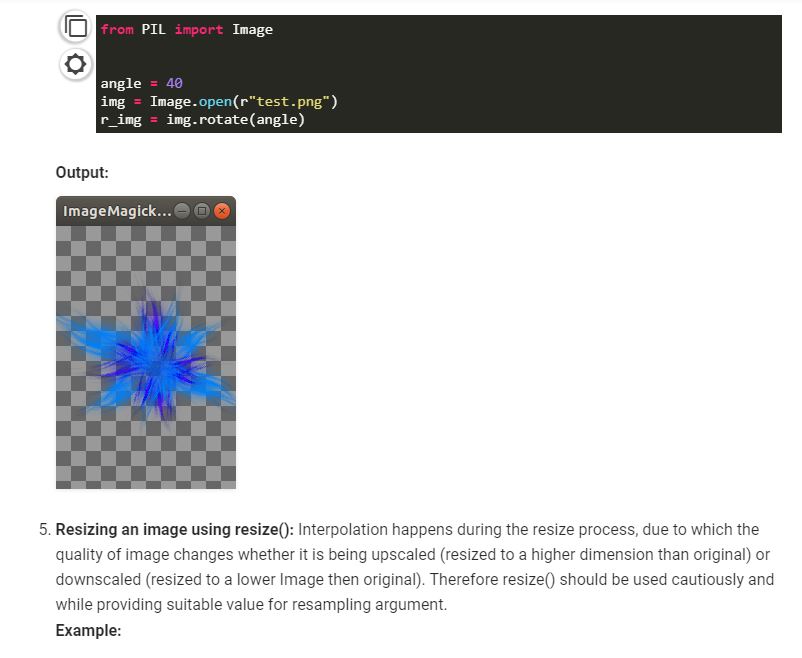 from PIL import Image
angle = 40
img = Image.open(r"test.png")
r_img = img.rotate(angle)
Output:
ImageMagick...
5. Resizing an image using resize(): Interpolation happens during the resize process, due to which the
quality of image changes whether it is being upscaled (resized to a higher dimension than original) or
downscaled (resized to a lower Image then original). Therefore resize() should be used cautiously and
while providing suitable value for resampling argument.
Example: